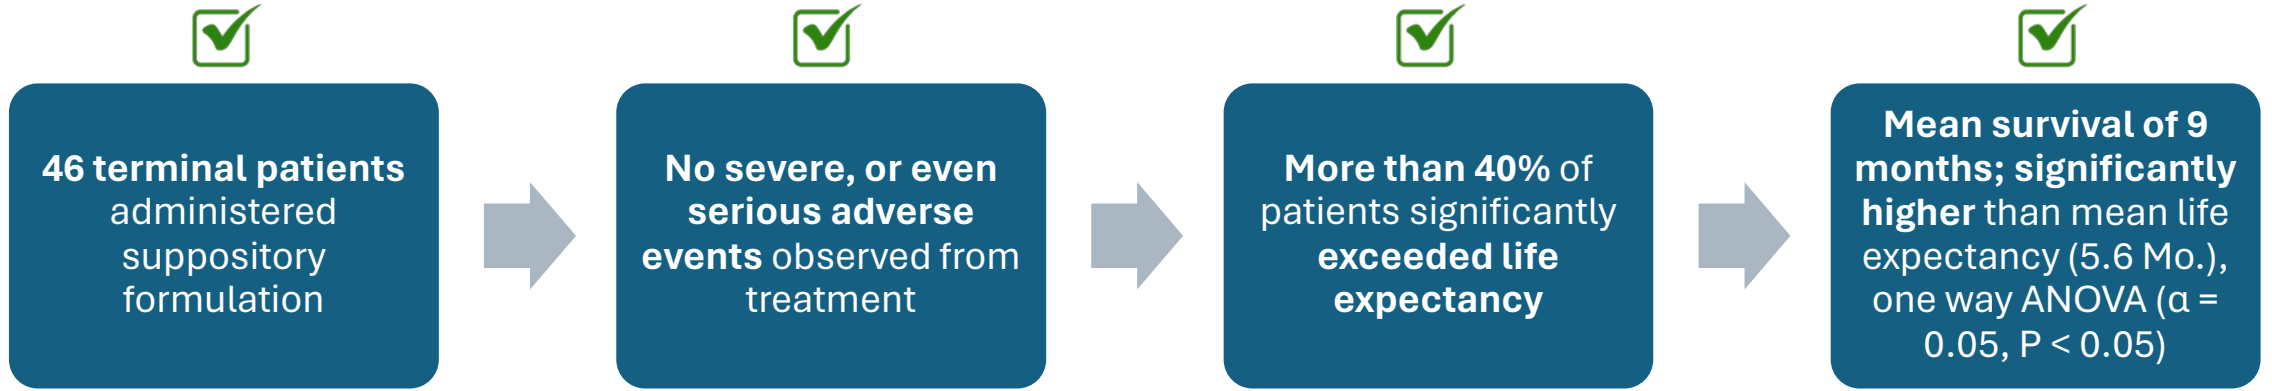 46 terminal patients
administered
suppository
formulation
No severe, or even
serious adverse
events observed from
treatment
More than 40% of
patients significantly
exceeded life
expectancy
Mean survival of 9
months; significantly
higher than mean life
expectancy (5.6 Mo.),
one way ANOVA (α =
0.05, P < 0.05)